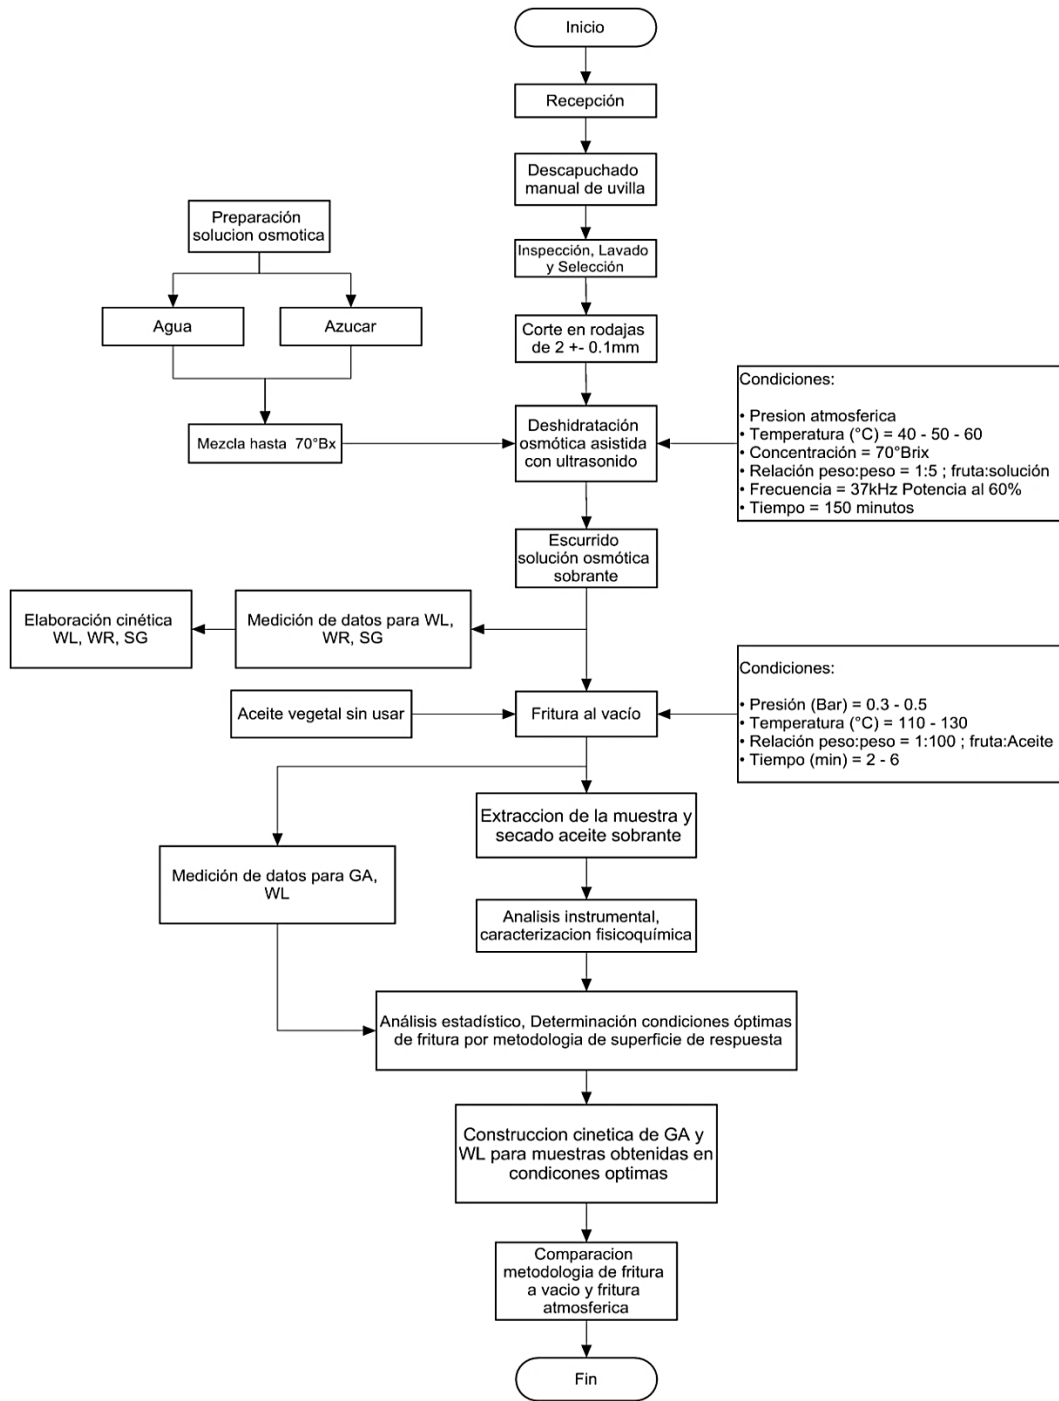 Inicio
Recepción
Descapuchado
manual de uvilla
Preparación
solucion osmotica
Inspección, Lavado
y Selección
Agua
Azucar
Corte en rodajas
de 2 +- 0.1mm
Mezcla hasta 70°Bx
Deshidratación
osmótica asistida
con ultrasonido
Condiciones:
• Presion atmosferica
• Temperatura (°C) = 40 - 50 - 60
• Concentración = 70°Brix
• Relación peso:peso = 1:5 ; fruta:solución
• Frecuencia = 37kHz Potencia al 60%
• Tiempo = 150 minutos
Escurrido
solución osmótica
sobrante
Elaboración cinética
WL, WR, SG
Medición de datos para WL,
WR, SG
Aceite vegetal sin usar
Fritura al vacío
Condiciones:
• Presión (Bar) = 0.3 - 0.5
• Temperatura (°C) = 110 - 130
• Relación peso:peso = 1:100 ; fruta:Aceite
• Tiempo (min) = 2 - 6
Extraccion de la muestra y
secado aceite sobrante
Medición de datos para GA,
WL
Analisis instrumental,
caracterizacion fisicoquímica
Análisis estadístico, Determinación condiciones óptimas
de fritura por metodologia de superficie de respuesta
Construccion cinetica de GA y
WL para muestras obtenidas en
condicones optimas
Comparacion
metodologia de fritura
a vacio y fritura
atmosferica
Fin